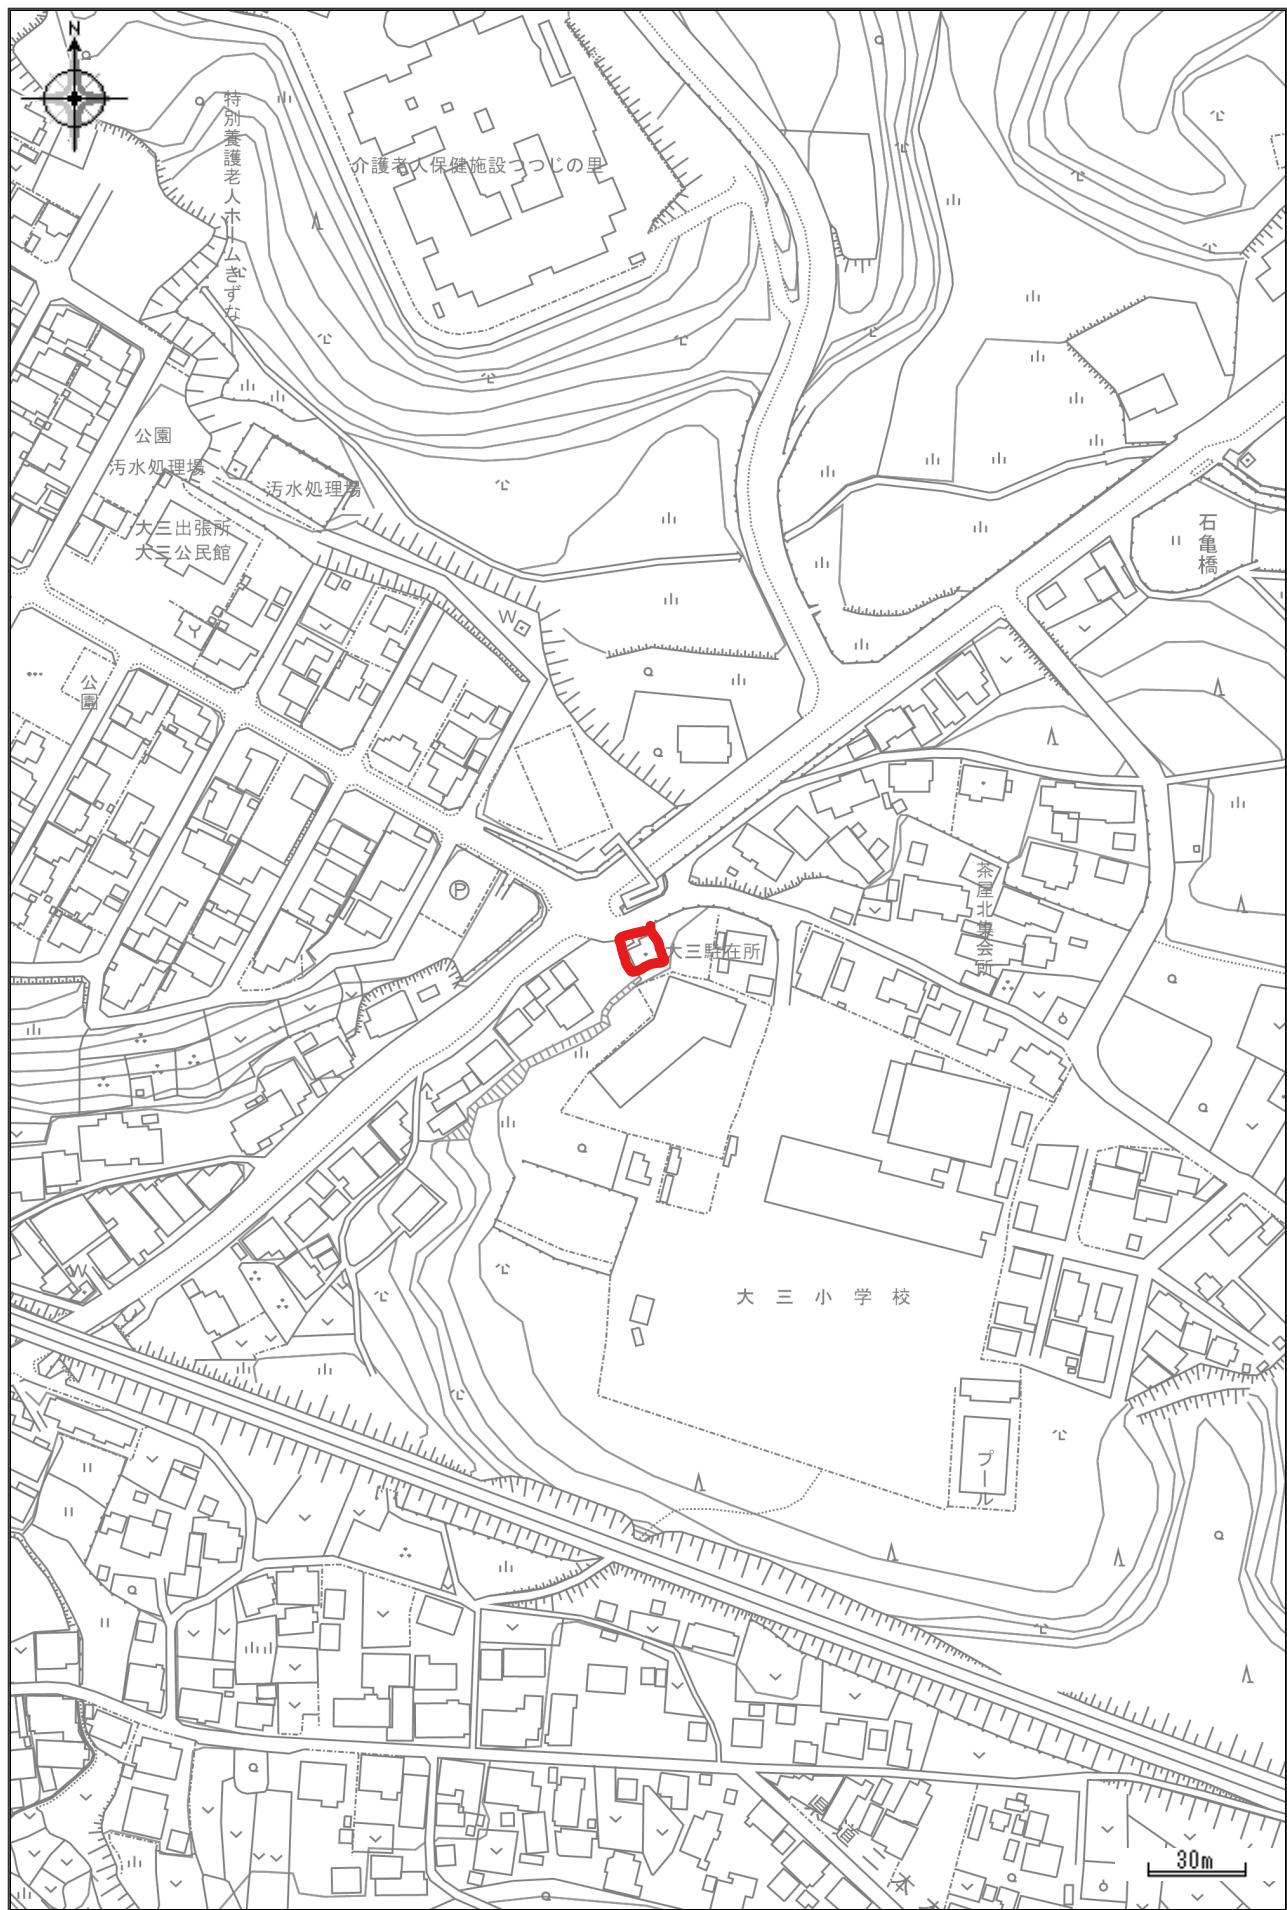 N
特別養護老人ホームきずな
介護老人保健施設つつじの里
公園
汚水処理場
汚水処理場
大三出張所
大三公民館
石亀橋
W
公園
P
茶屋北集会所
大三駐在所
W
大三小学校
プール
道
30m